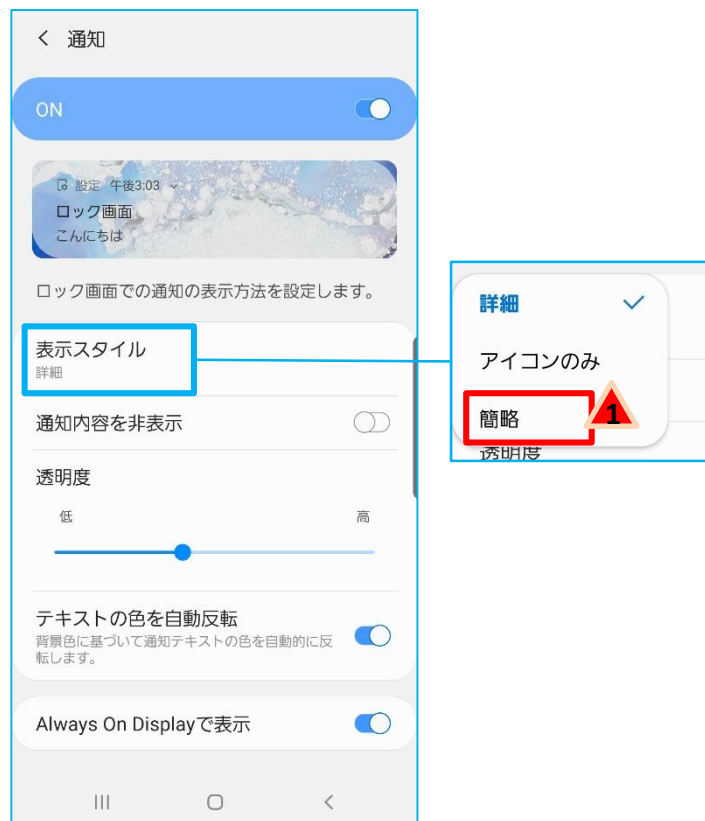 通知
ON
設定 午後3:03
ロック画面
こんにちは
ロック画面での通知の表示方法を設定します。
表示スタイル
詳細
通知内容を非表示
透明度
低 高
テキストの色を自動反転
背景色に基づいて通知テキストの色を自動的に反
転します。
Always On Displayで表示
詳細
アイコンのみ
簡略
1
透明度